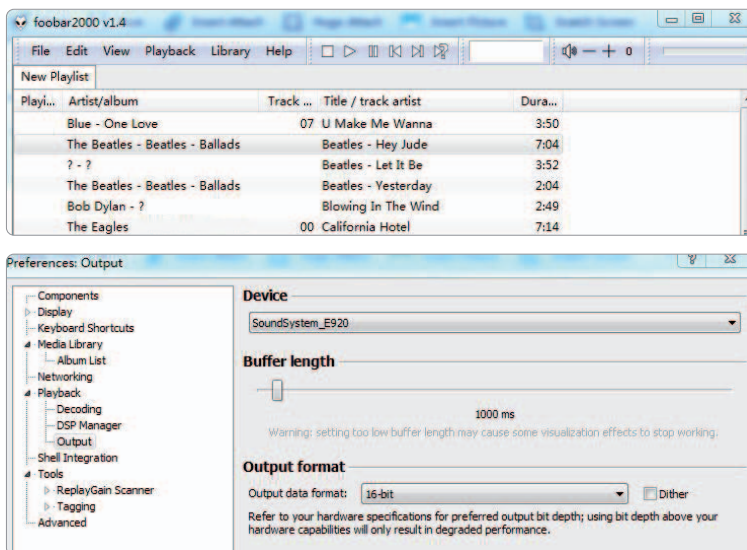 foobar2000 v1.4
File Edit View Playback Library Help 0
New Playlist
Playi... Artist/album Track ... Title / track artist Dura...
Blue - One Love 07 U Make Me Wanna 3:50
The Beatles - Beatles - Ballads Beatles - Hey Jude 7:04
? - ? Beatles - Let It Be 3:52
The Beatles - Beatles - Ballads Beatles - Yesterday 2:04
Bob Dylan - ? Blowing In The Wind 2:49
The Eagles 00 California Hotel 7:14
Preferences: Output
Components
Display
Keyboard Shortcuts
Media Library
Album List
Networking
Playback
Decoding
DSP Manager
Output
Shell Integration
Tools
ReplayGain Scanner
Tagging
Advanced
Device
SoundSystem_E920
Buffer length
1000 ms
Warning: setting too low buffer length may cause some visualization effects to stop working.
Output format
Output data format: 16-bit Dither
Refer to your hardware specifications for preferred output bit depth; using bit depth above your
hardware capabilities will only result in degraded performance.